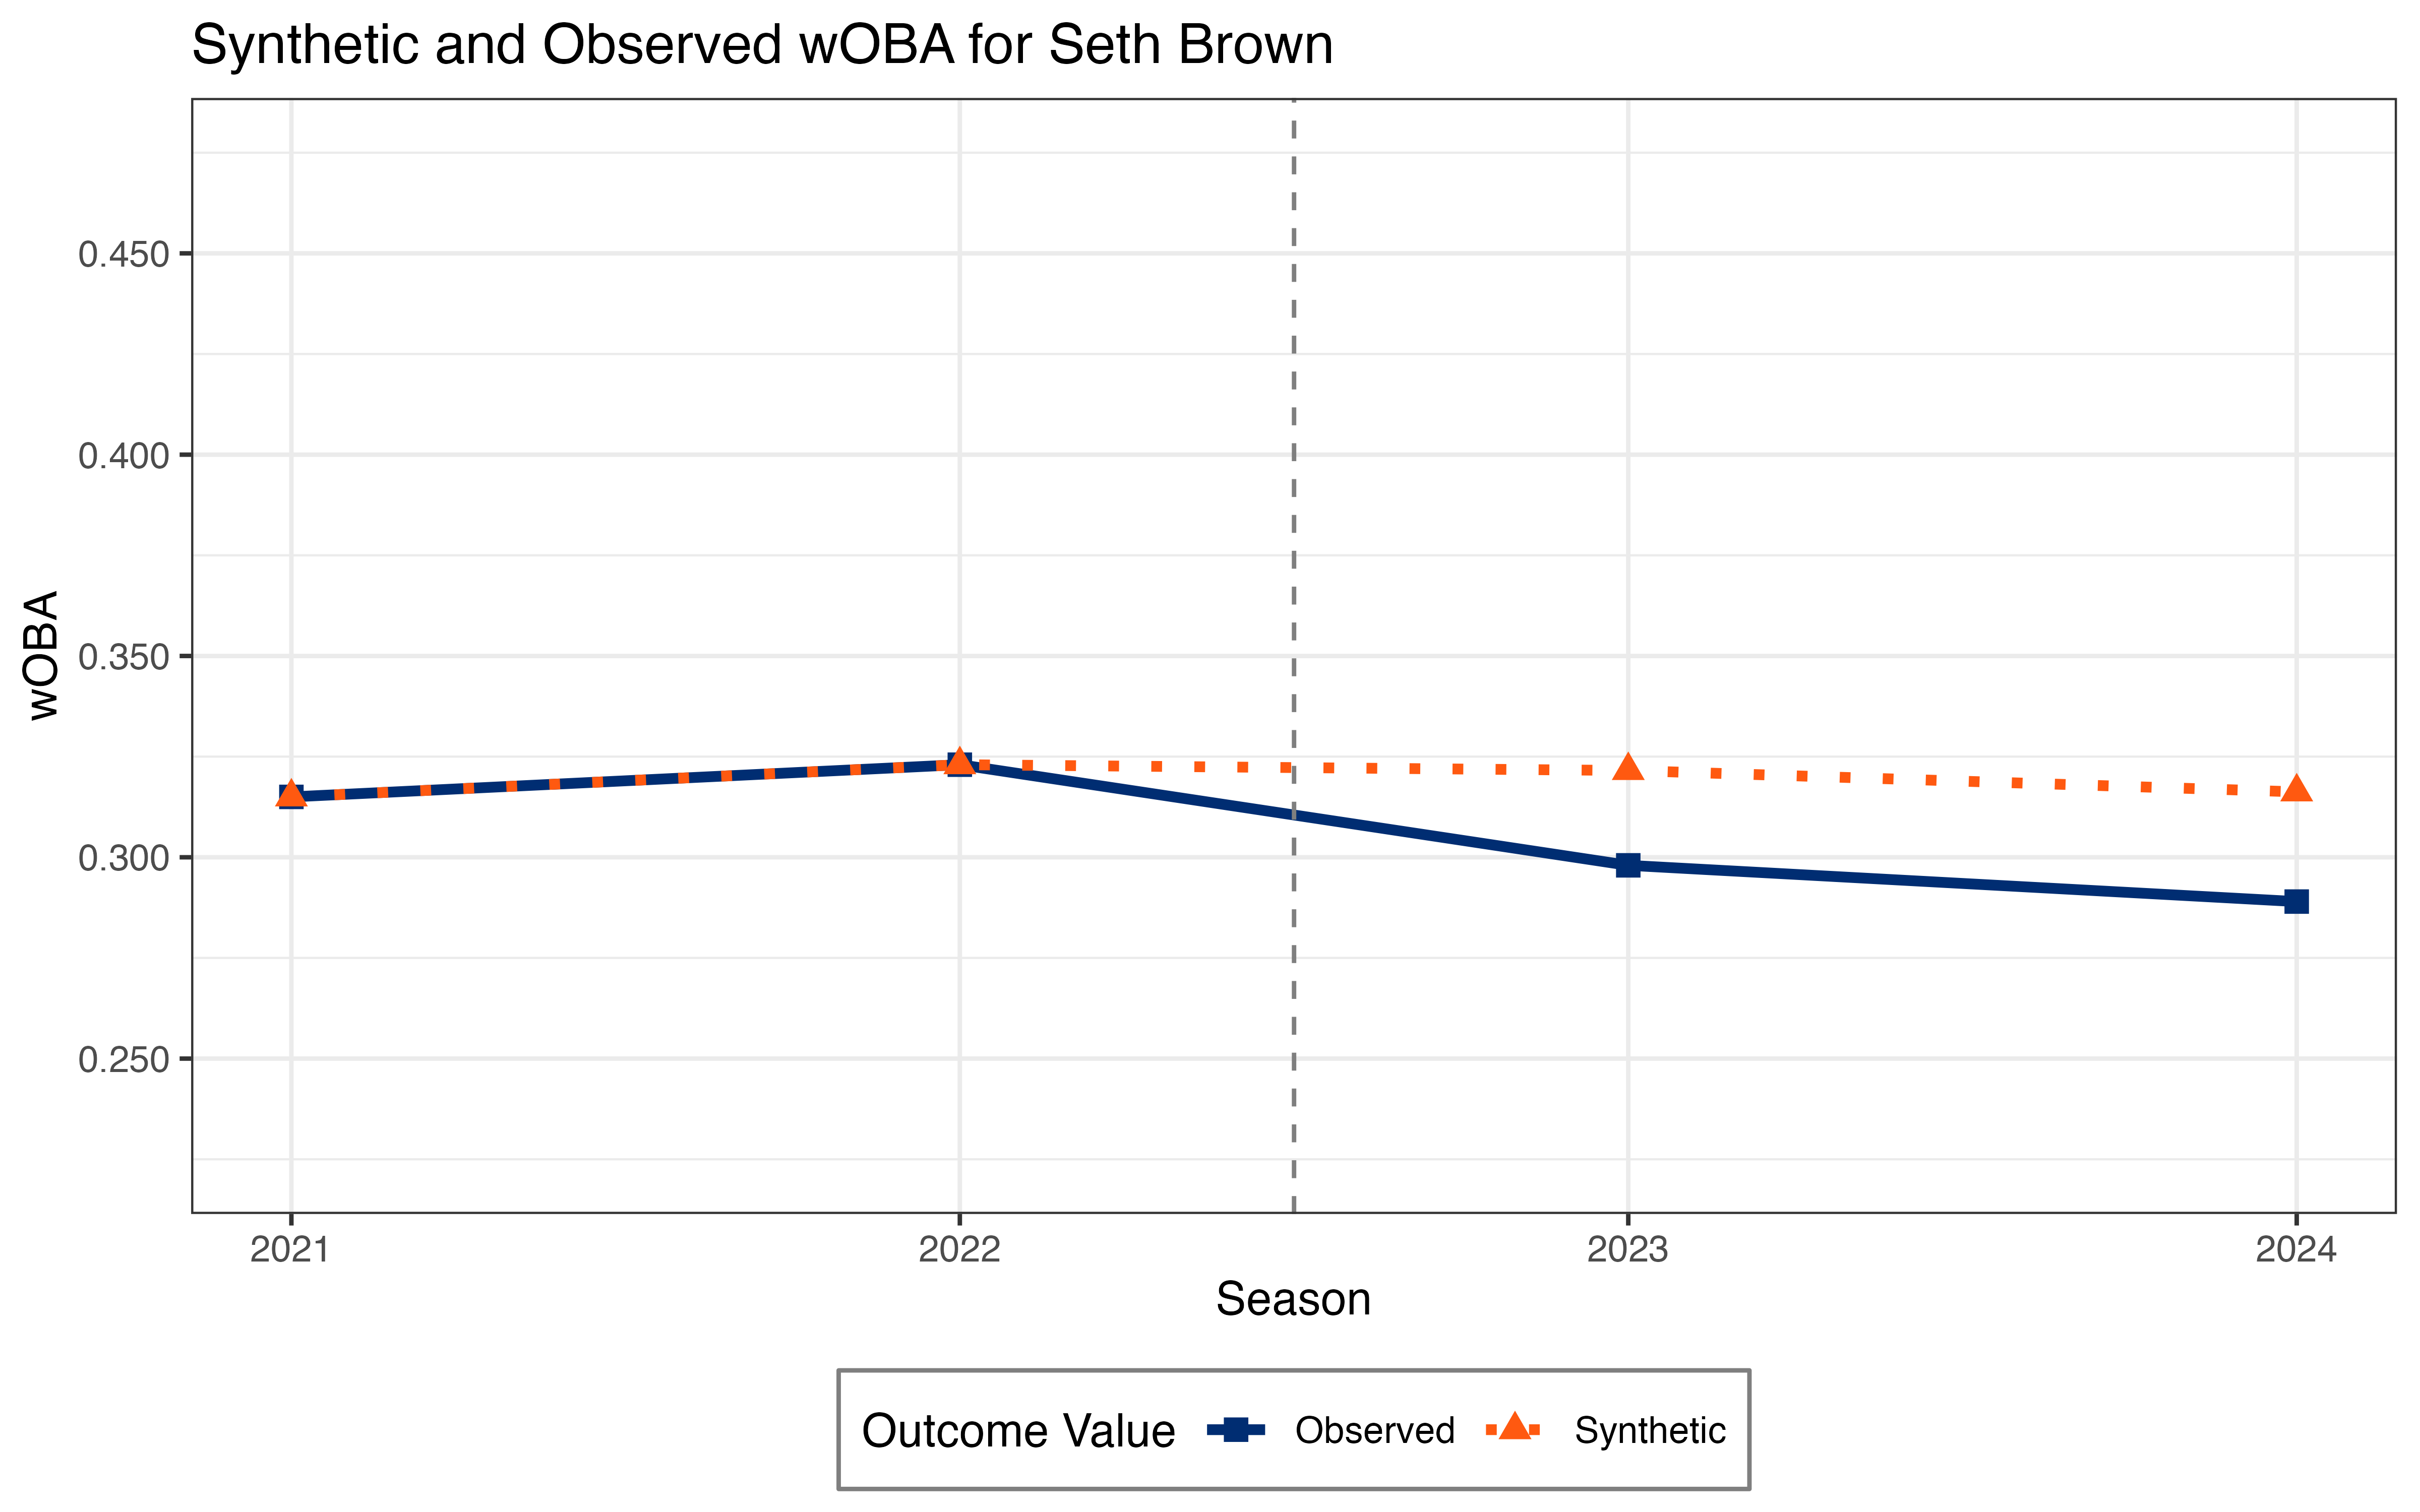 Synthetic and Observed wOBA for Seth Brown
wOBA
0.450
0.400
0.350
0.300
0.250
2021 2022 2023 2024
Season
Outcome Value Observed Synthetic